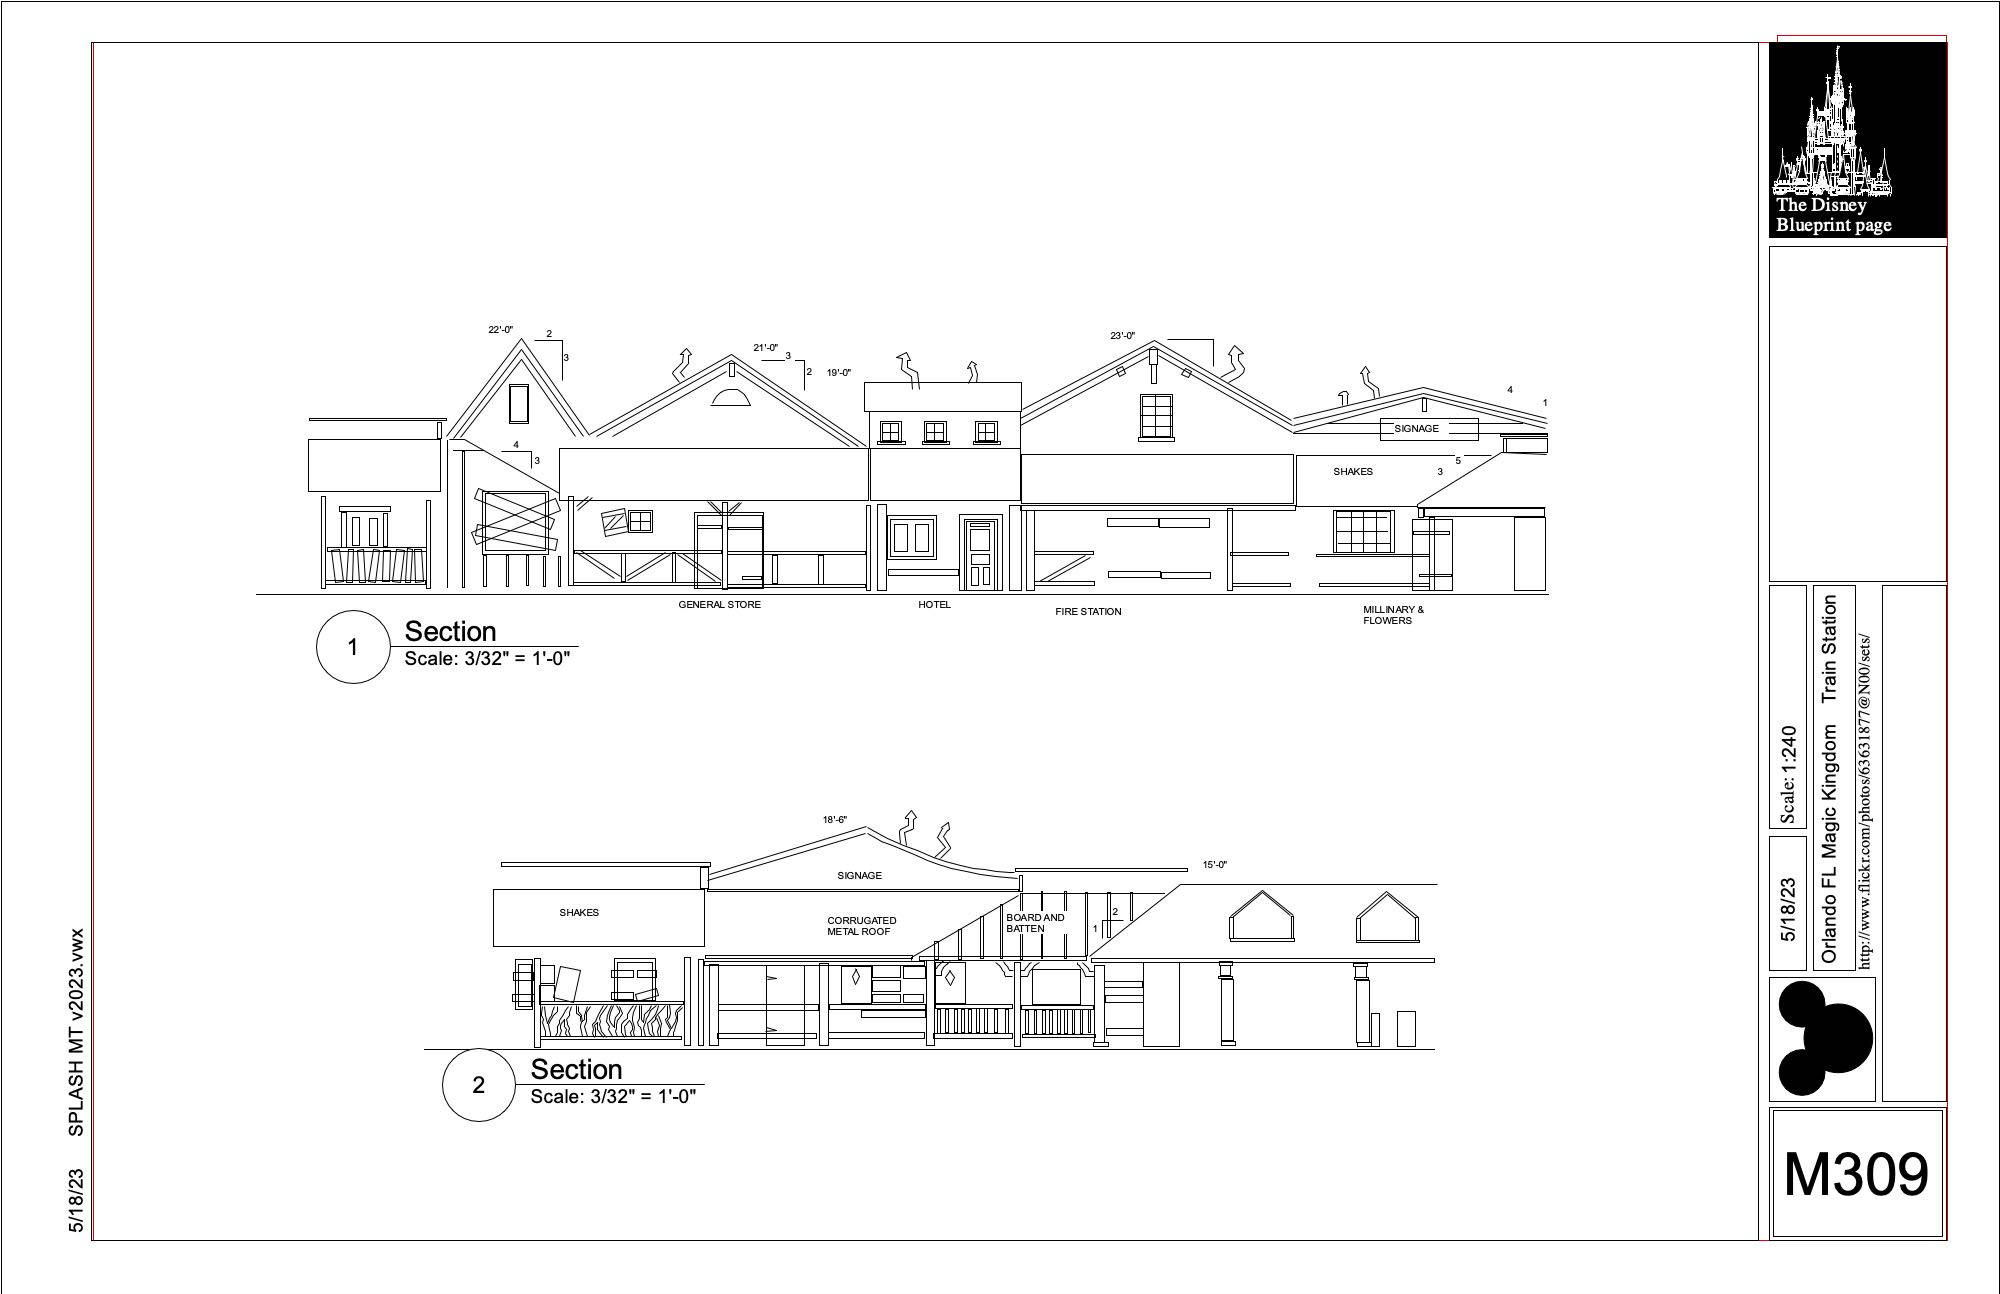 The Disney
Blueprint page
22'-0"
2
3
21'-0"
3
2
19'-0"
23'-0"
4
1
SIGNAGE
4
3
SHAKES
3
5
GENERAL STORE
HOTEL
FIRE STATION
MILLINARY &
FLOWERS
1
Section
Scale: 3/32" = 1'-0"
18'-6"
15'-0"
SIGNAGE
SHAKES
CORRUGATED
METAL ROOF
BOARD AND
BATTEN
2
1
2
Section
Scale: 3/32" = 1'-0"
Scale: 1:240
5/18/23
Orlando FL Magic Kingdom Train Station
http://www.flickr.com/photos/63631877@N00/sets/
M309
5/18/23 SPLASH MT v2023.vwx